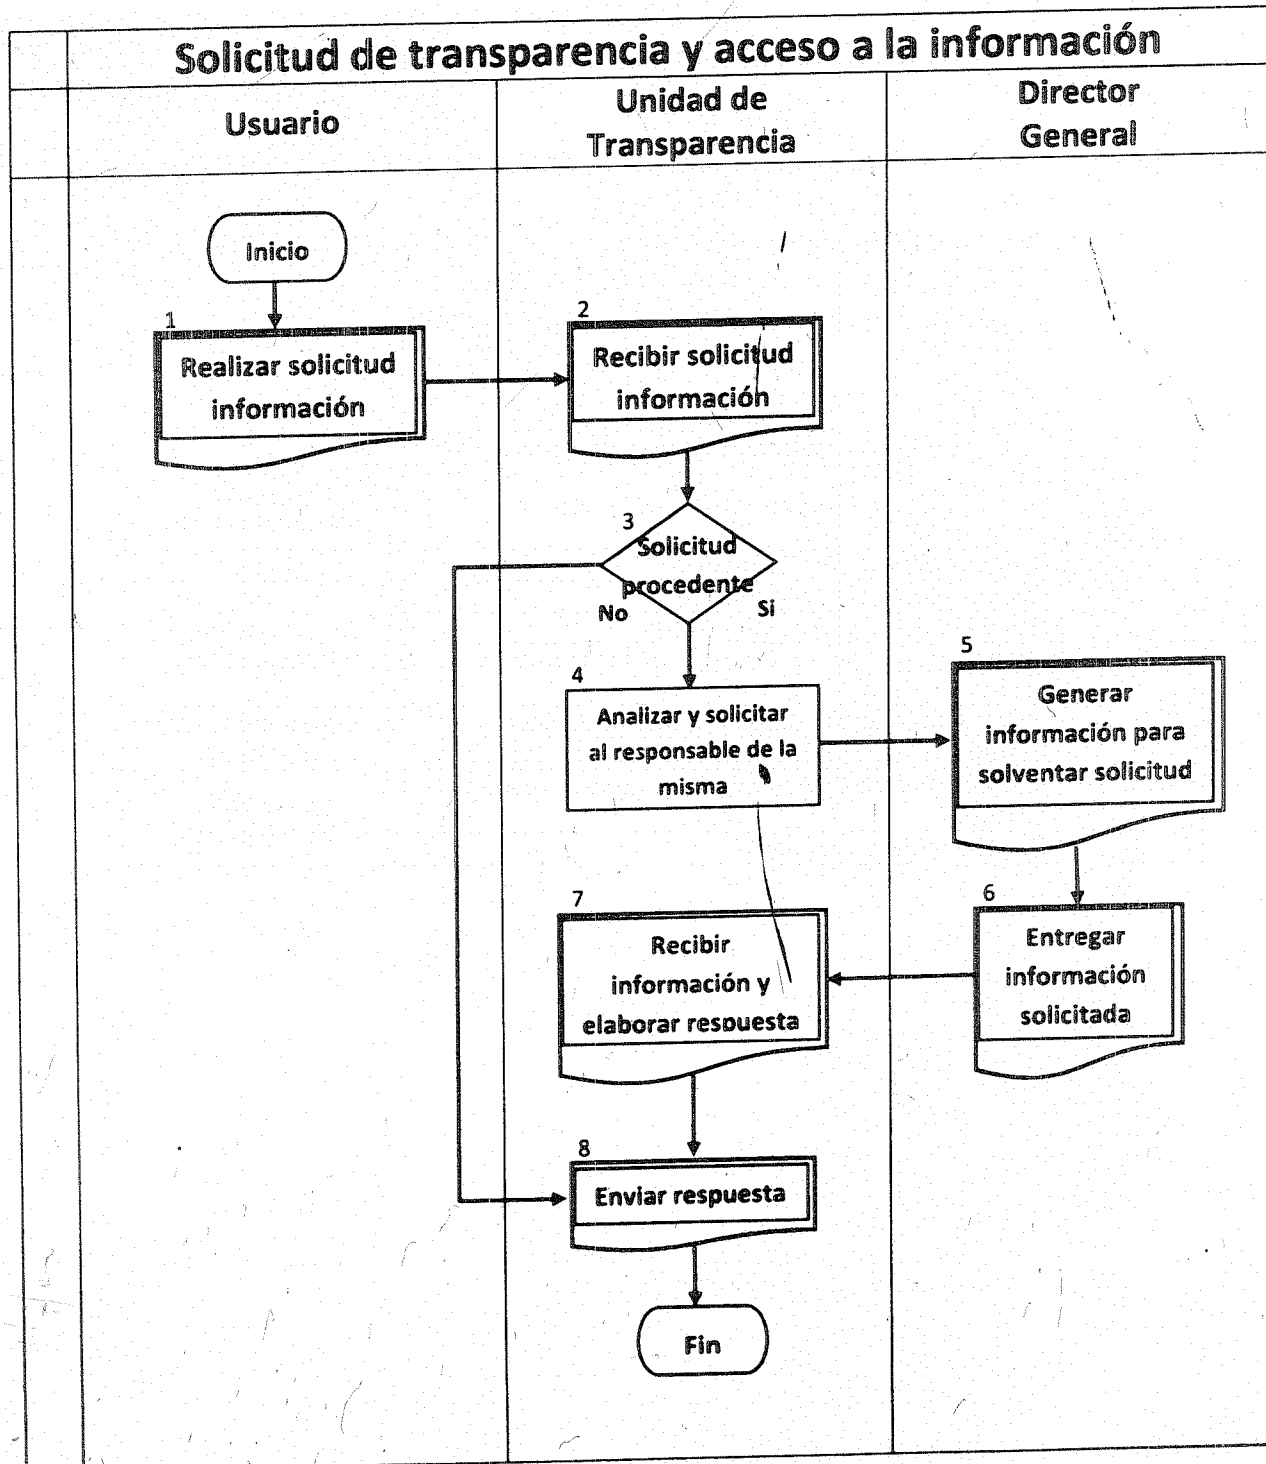 Solicitud de transparencia y acceso a la información
Usuario
Unidad de
Transparencia
Director
General
Inicio
1
Realizar solicitud
información
2
Recibir solicitud
información
3
Solicitud
procedente
No
Si
4
Analizar y solicitar
al responsable de la
misma
5
Generar
información para
solventar solicitud
6
Entregar
información
solicitada
7
Recibir
información y
elaborar respuesta
8
Enviar respuesta
Fin